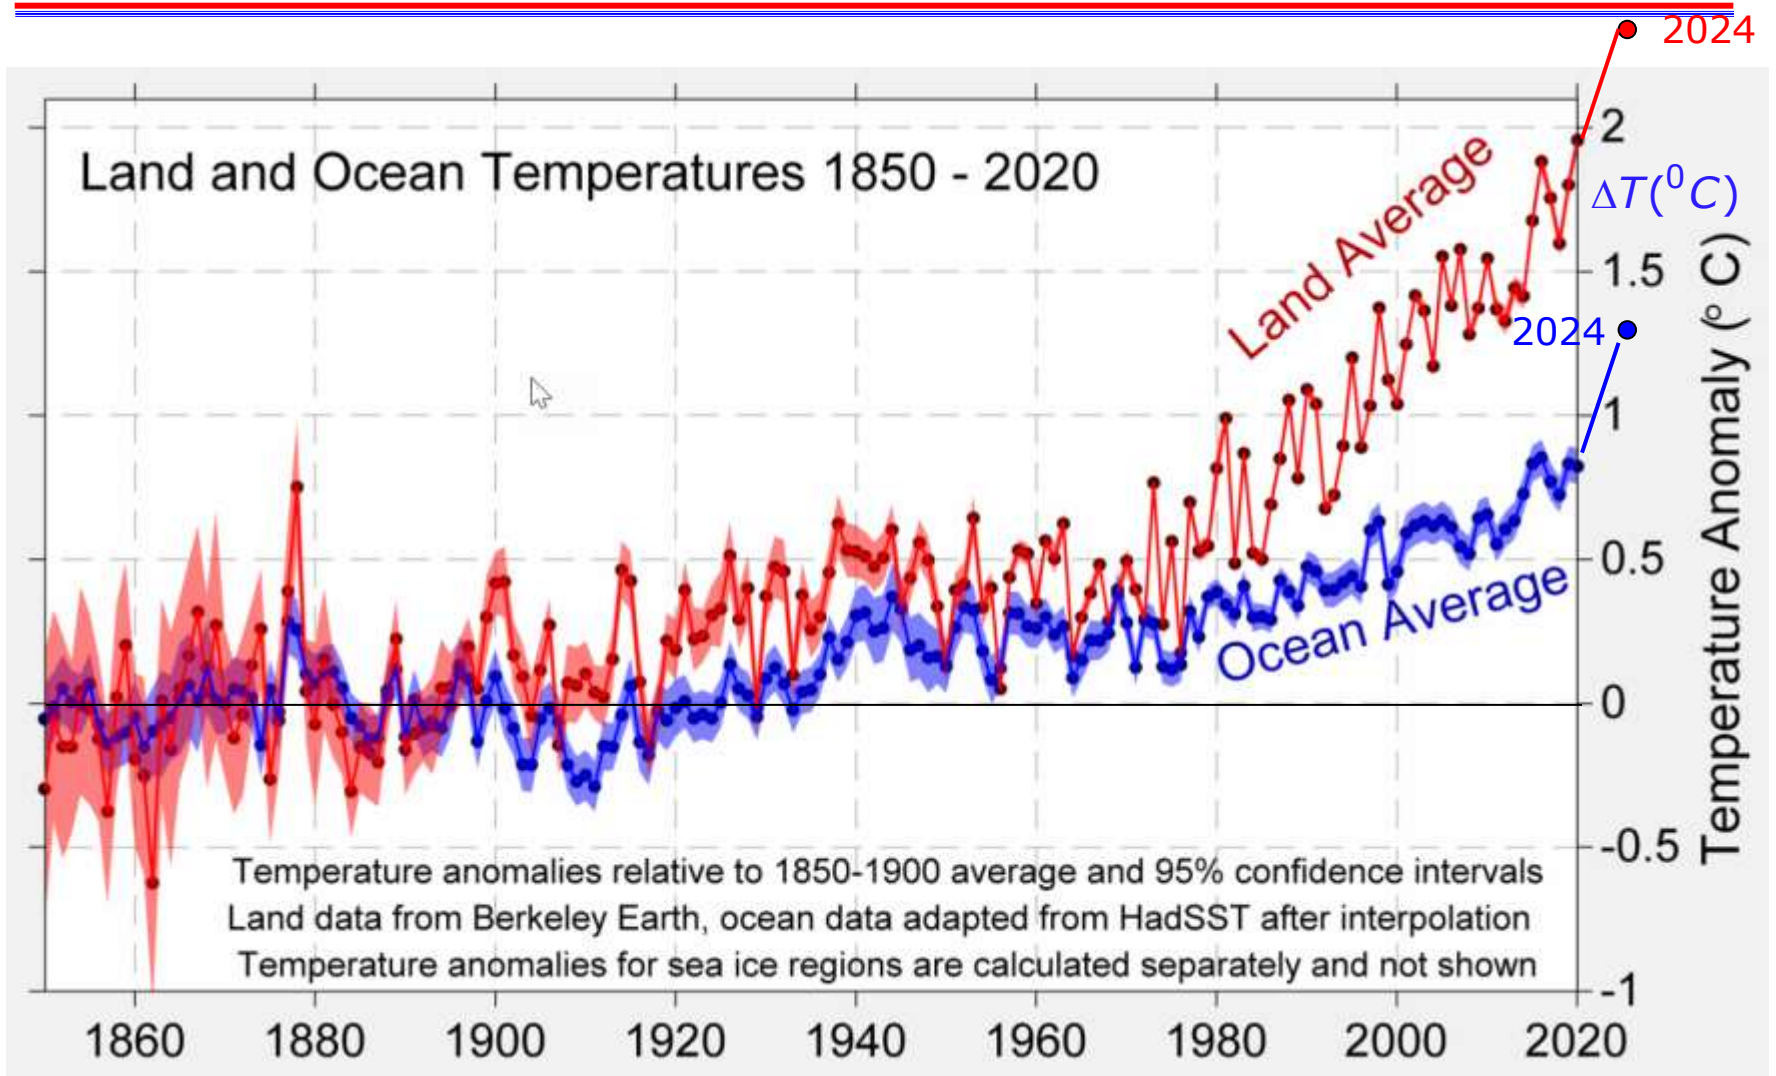 2024
Land and Ocean Temperatures 1850 - 2020
Land Average
2
ΔT(⁰C)
1.5
2024
1
0.5
Ocean Average
0
-0.5
-1
Temperature Anomaly (° C)
Temperature anomalies relative to 1850-1900 average and 95% confidence intervals
Land data from Berkeley Earth, ocean data adapted from HadSST after interpolation
Temperature anomalies for sea ice regions are calculated separately and not shown
1860 1880 1900 1920 1940 1960 1980 2000 2020